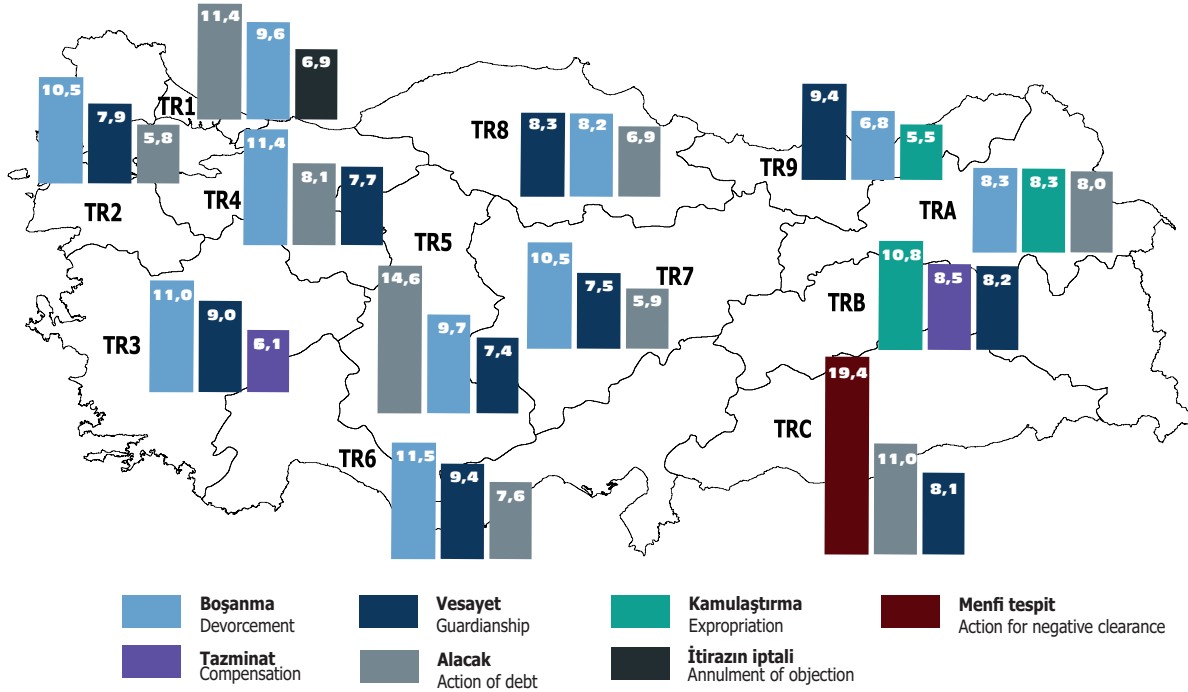 11,4
9,6
6,9
TR1
10,5
7,9
5,8
TR2
11,4
8,1
7,7
TR4
8,3
8,2
6,9
TR8
9,4
6,8
5,5
TR9
8,3
8,3
8,0
TRA
11,0
9,0
6,1
TR3
TR5
14,6
9,7
7,4
10,5
7,5
5,9
TR7
10,8
8,5
8,2
TRB
11,5
9,4
7,6
TR6
19,4
11,0
8,1
TRC
Boşanma
Devorcement
Vesayet
Guardianship
Kamulaştırma
Expropriation
Menfi tespit
Action for negative clearance
Tazminat
Compensation
Alacak
Action of debt
İtirazın iptali
Annulment of objection